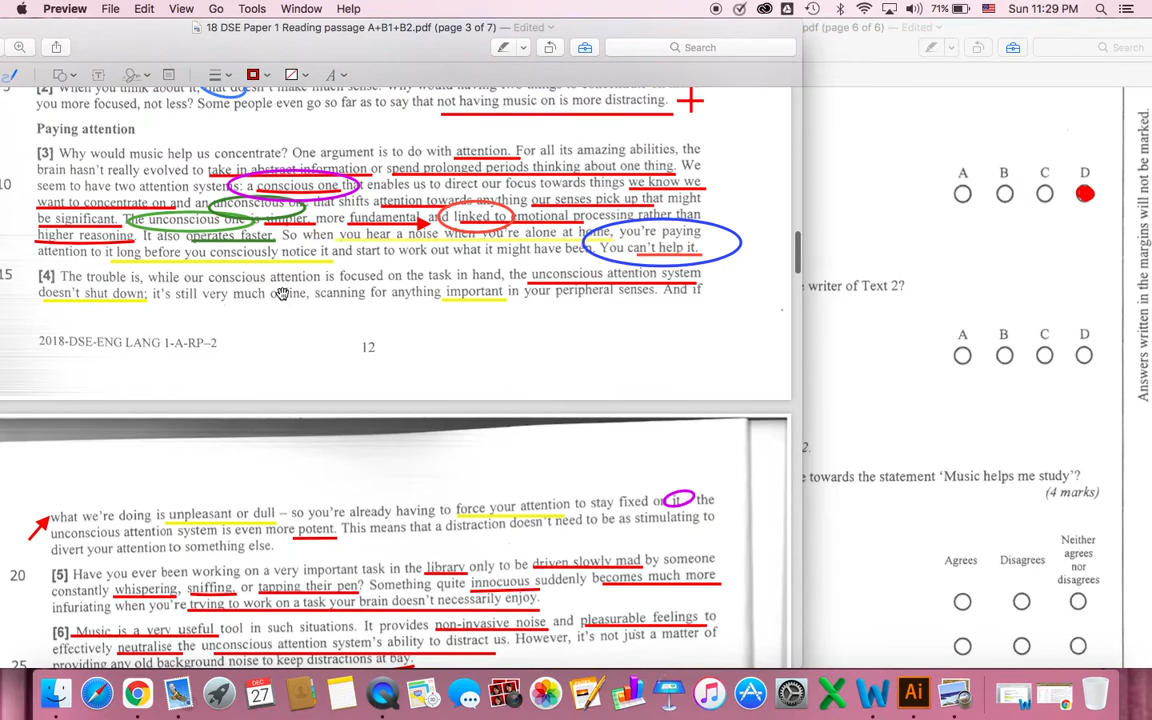 Preview File Edit View Go Tools Window Help 71% Sun 11:29 PM
18 DSE Paper 1 Reading passage A+B1+B2.pdf (page 3 of 7) — Edited
pdf (page 6 of 6) — Edited
Search
Search
you more focused, not less? Some people even go so far as to say that not having music on is more distracting.
Paying attention
[3] Why would music help us concentrate? One argument is to do with attention. For all its amazing abilities, the
brain hasn't really evolved to take in abstract information or spend prolonged periods thinking about one thing. We
10 seem to have two attention systems: a conscious one that enables us to direct our focus towards things we know we
want to concentrate on and an unconscious one that shifts attention towards anything our senses pick up that might
be significant. The unconscious one is simpler, more fundamental, and linked to emotional processing rather than
higher reasoning. It also operates faster. So when you hear a noise when you're alone at home, you're paying
attention to it long before you consciously notice it and start to work out what it might have been. You can't help it.
15 [4] The trouble is, while our conscious attention is focused on the task in hand, the unconscious attention system
doesn't shut down; it's still very much online, scanning for anything important in your peripheral senses. And if
2018-DSE-ENG LANG 1-A-RP–2
12
what we're doing is unpleasant or dull – so you're already having to force your attention to stay fixed on it – the
unconscious attention system is even more potent. This means that a distraction doesn't need to be as stimulating to
divert your attention to something else.
20 [5] Have you ever been working on a very important task in the library only to be driven slowly mad by someone
constantly whispering, sniffing, or tapping their pen? Something quite innocuous suddenly becomes much more
infuriating when you're trying to work on a task your brain doesn't necessarily enjoy.
[6] Music is a very useful tool in such situations. It provides non-invasive noise and pleasurable feelings to
effectively neutralise the unconscious attention system's ability to distract us. However, it's not just a matter of
25 providing any old background noise to keep distractions at bay.
A B C D
writer of Text 2?
A B C D
2.
e towards the statement 'Music helps me study'?
(4 marks)
Agrees Disagrees Neither agrees nor disagrees
Answers written in the margins will not be marked.
DEC
27